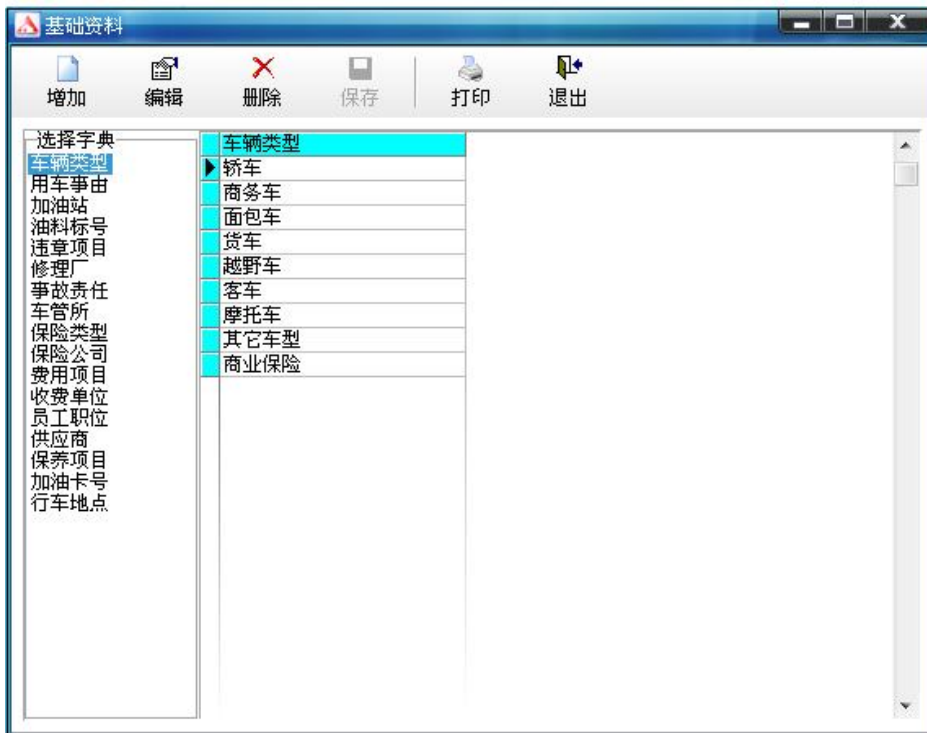 基础资料
增加 编辑 删除 保存 打印 退出
选择字典
车辆类型
用车事由
加油站
油料标号
违章项目
修理厂
事故责任
车管所
保险类型
保险公司
费用项目
收费单位
员工职位
供应商
保养项目
加油卡号
行车地点
车辆类型
轿车
商务车
面包车
货车
越野车
客车
摩托车
其它车型
商业保险